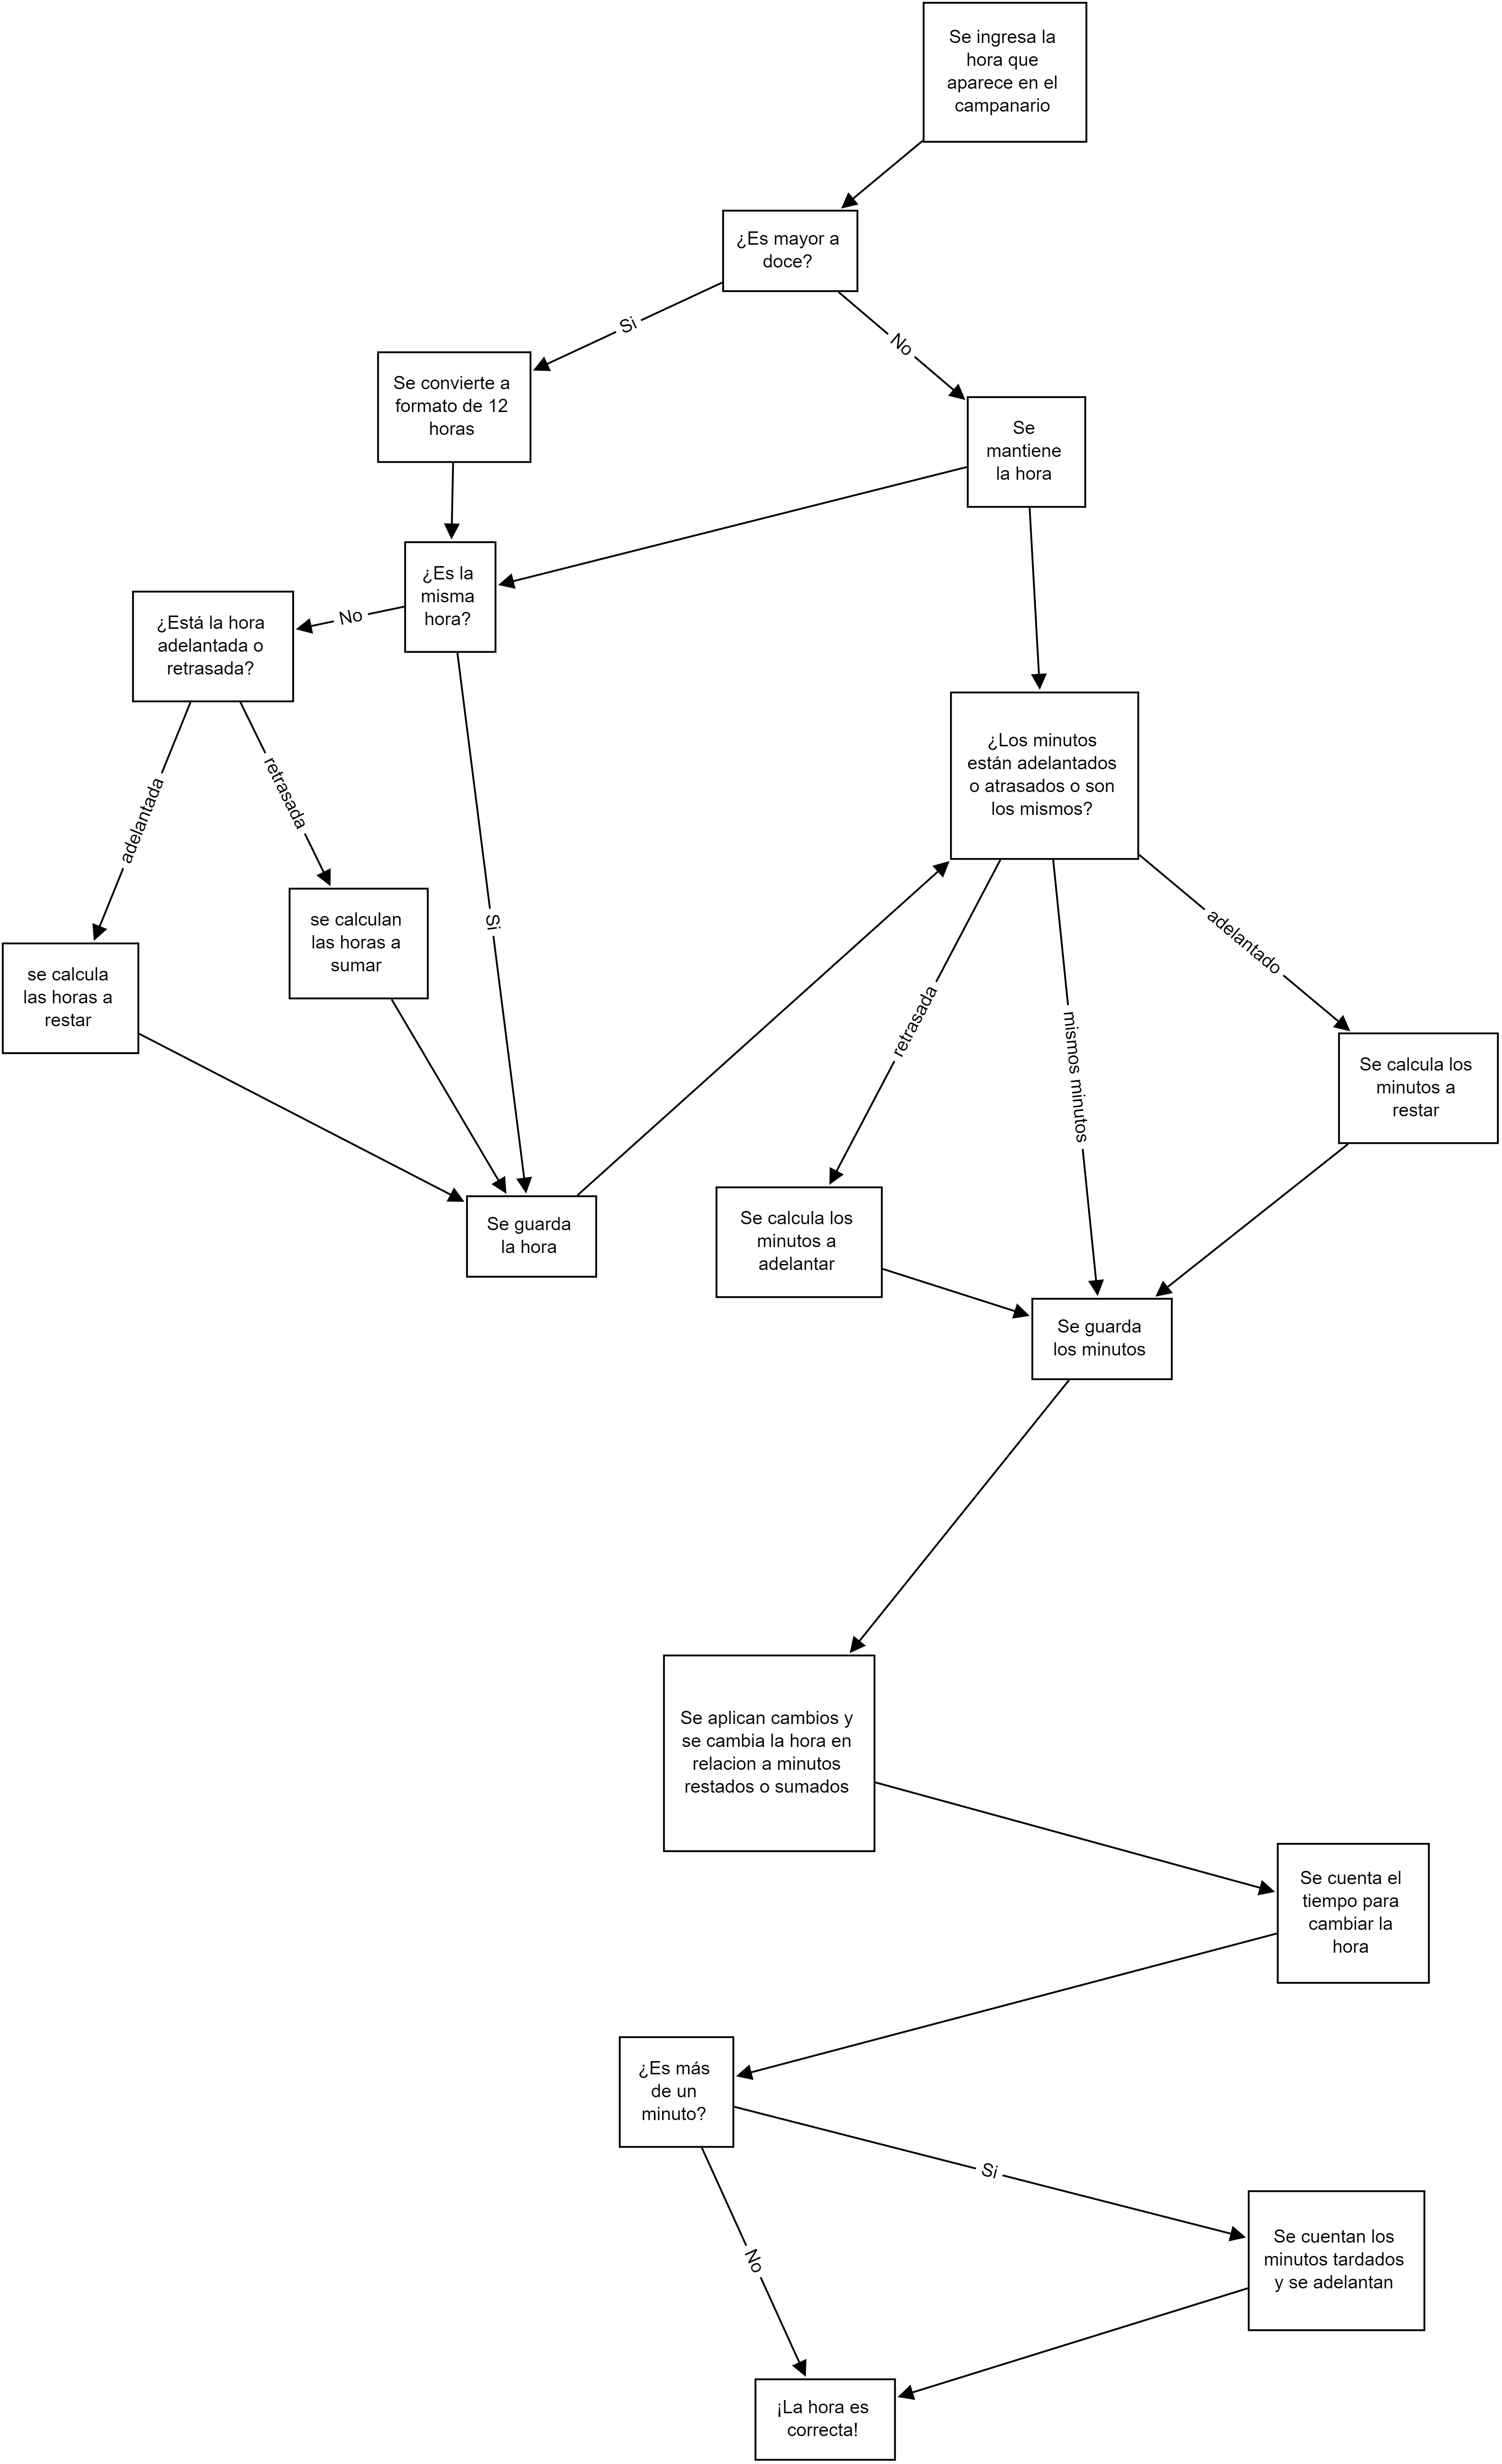 Se ingresa la
hora que
aparece en el
campanario
¿Es mayor a
doce?
Si
No
Se convierte a
formato de 12
horas
Se
mantiene
la hora
¿Es la
misma
hora?
No
¿Está la hora
adelantada o
retrasada?
¿Los minutos
están adelantados
o atrasados o son
los mismos?
adelantada
retrasada
Si
se calculan
las horas a
sumar
se calcula
las horas a
restar
retrasada
mismos minutos
adelantado
Se calcula los
minutos a
restar
Se guarda
la hora
Se calcula los
minutos a
adelantar
Se guarda
los minutos
Se aplican cambios y
se cambia la hora en
relacion a minutos
restados o sumados
Se cuenta el
tiempo para
cambiar la
hora
¿Es más
de un
minuto?
Si
No
Se cuentan los
minutos tardados
y se adelantan
¡La hora es
correcta!